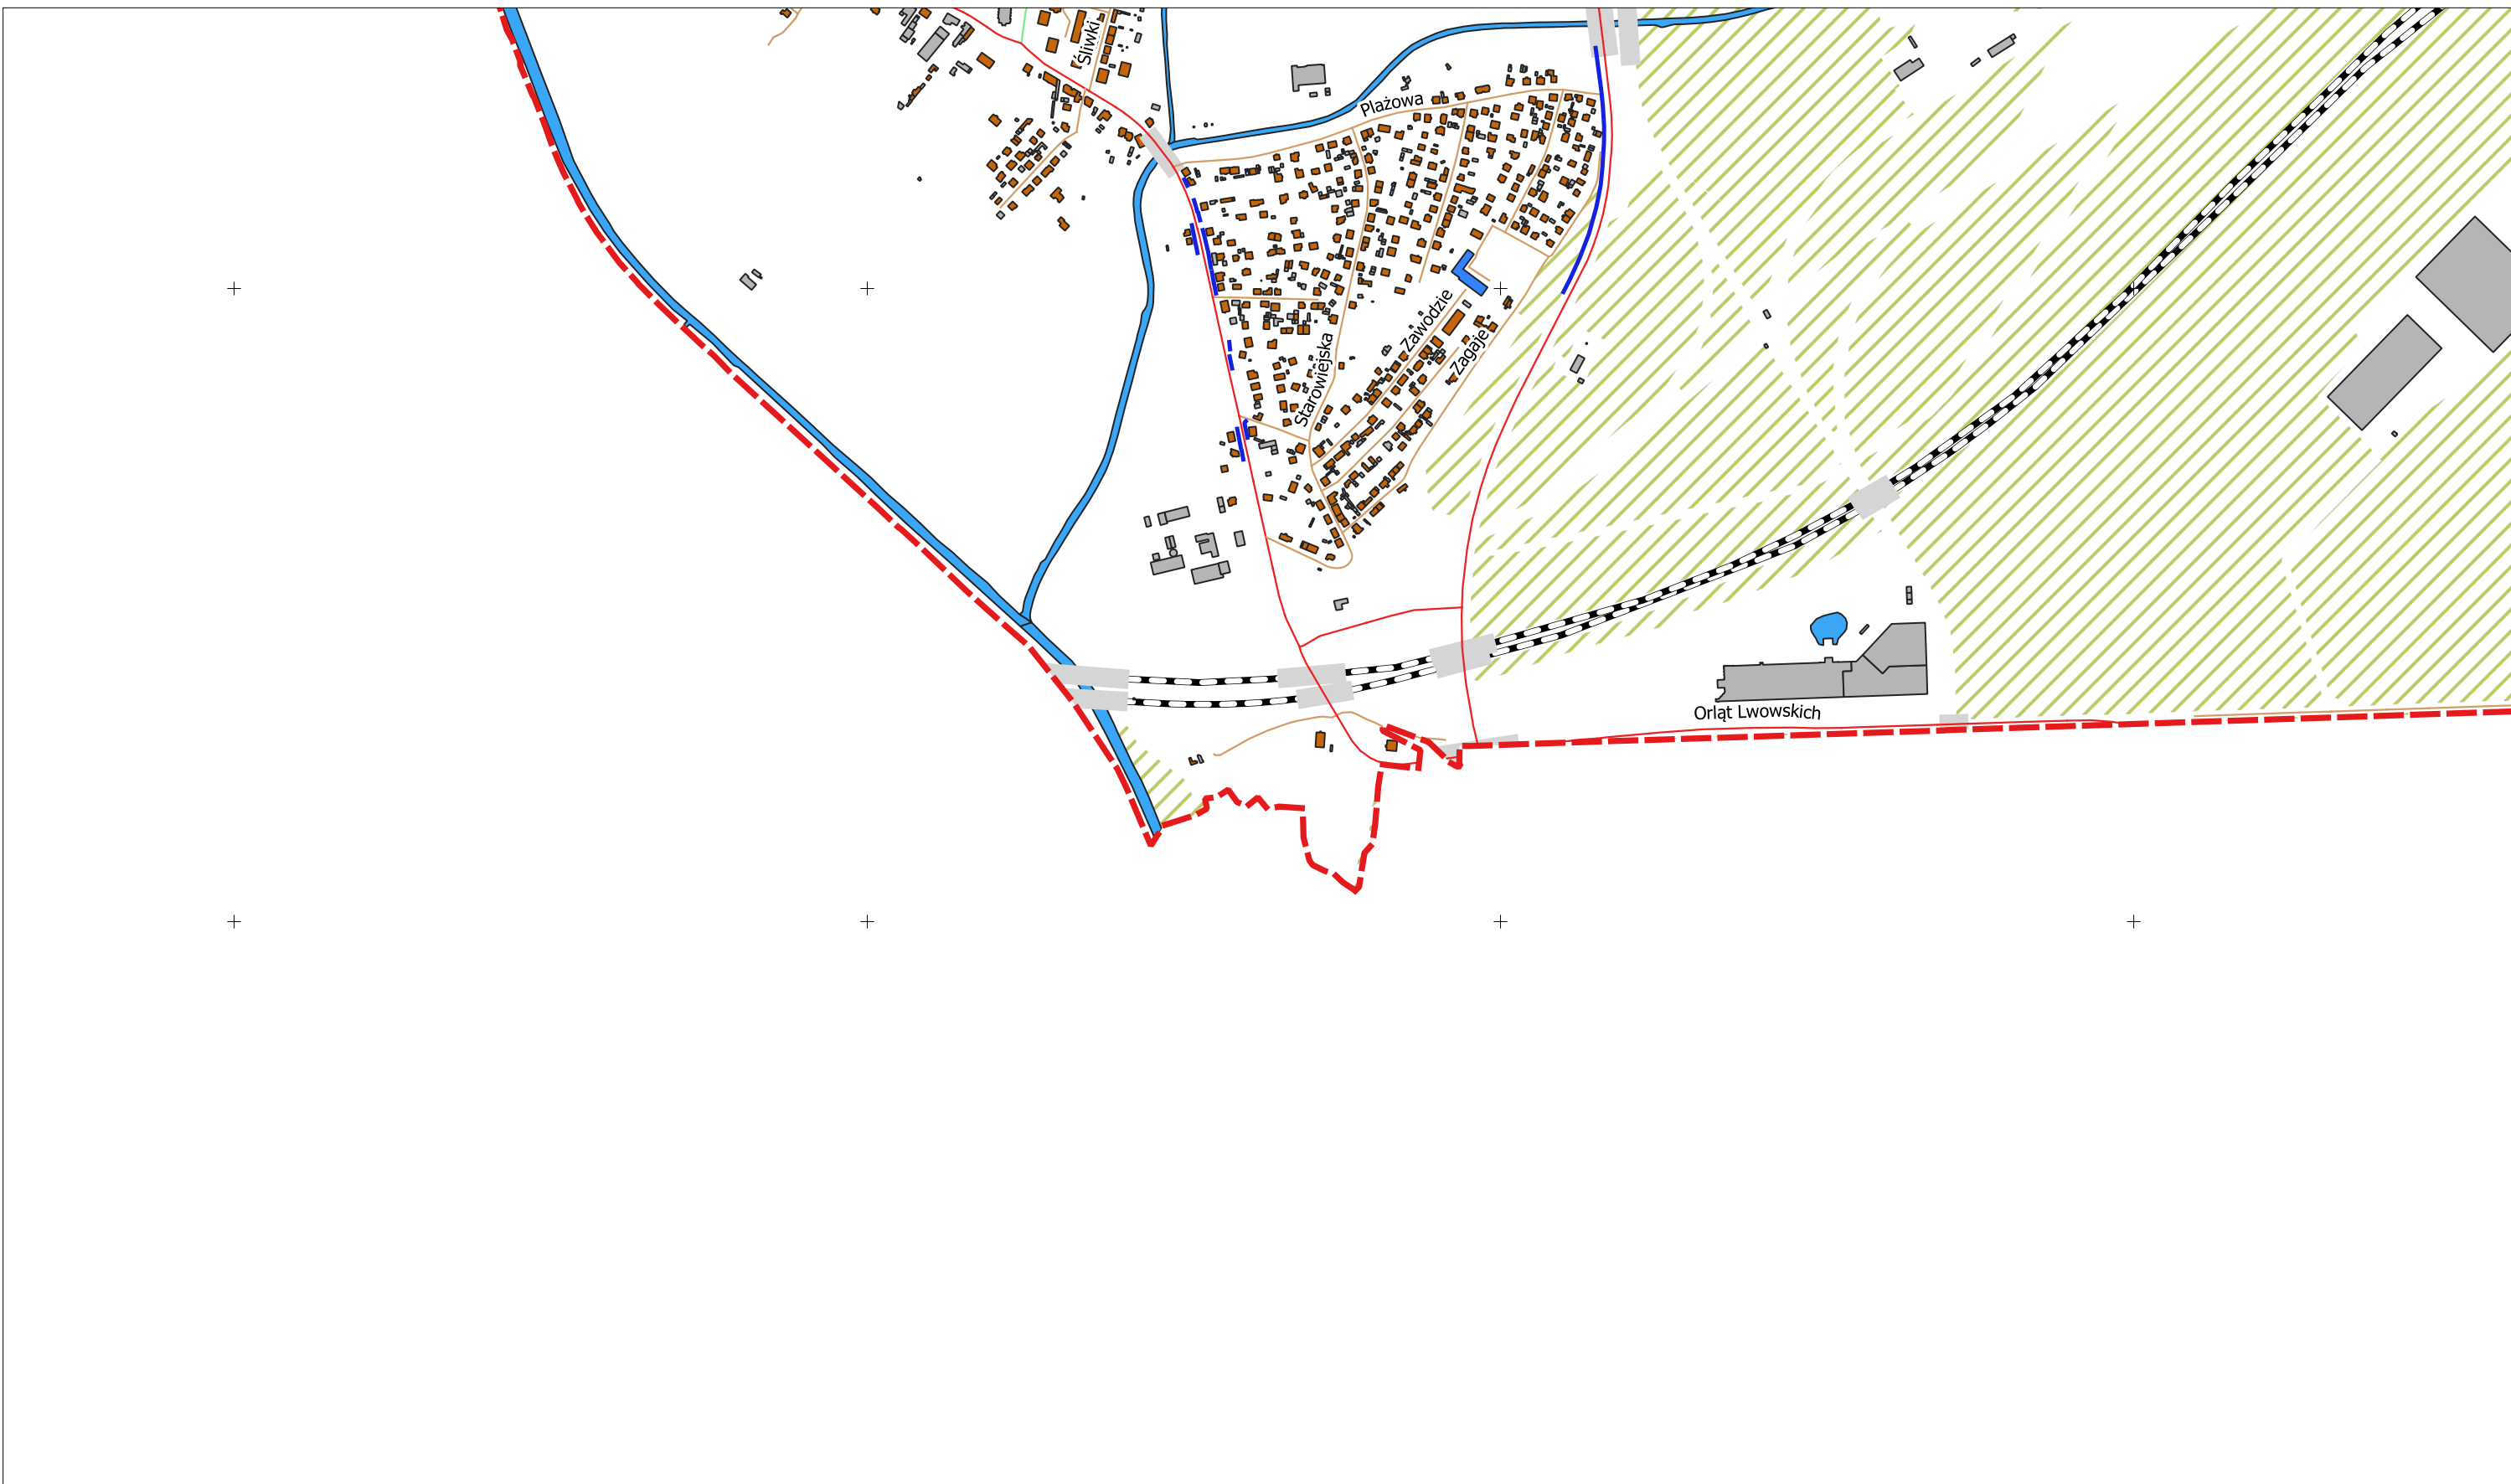 Śliwki
Plażowa
Zawodzie
Zagaje
Starowiejska
Orląt Lwowskich